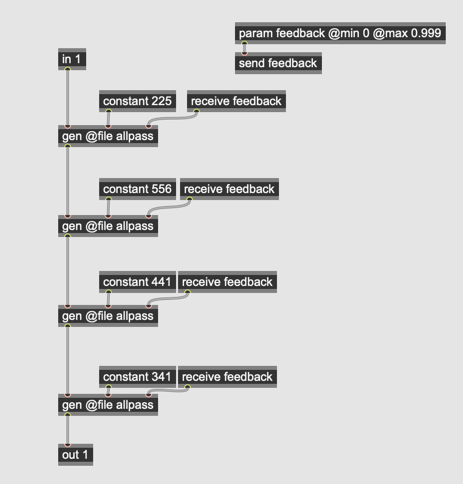 param feedback @min 0 @max 0.999
in 1
send feedback
constant 225
receive feedback
gen @file allpass
constant 556
receive feedback
gen @file allpass
constant 441
receive feedback
gen @file allpass
constant 341
receive feedback
gen @file allpass
out 1